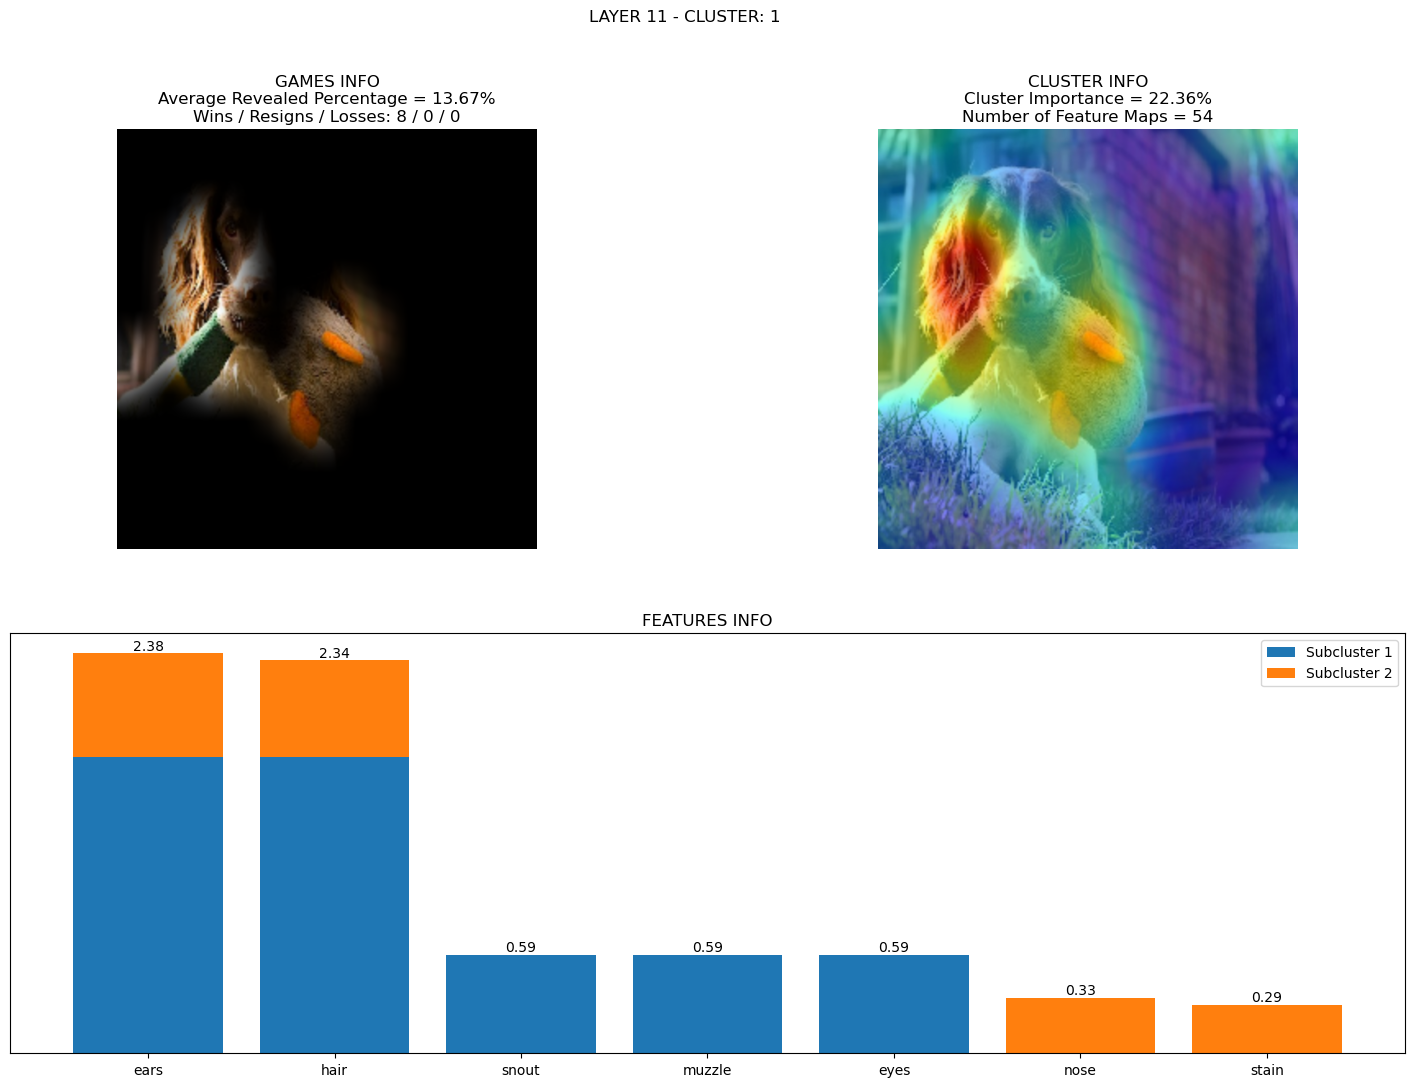 LAYER 11 - CLUSTER: 1
GAMES INFO
Average Revealed Percentage = 13.67%
Wins / Resigns / Losses: 8 / 0 / 0
CLUSTER INFO
Cluster Importance = 22.36%
Number of Feature Maps = 54
FEATURES INFO
Subcluster 1
Subcluster 2
2.38
2.34
0.59
0.59
0.59
0.33
0.29
ears
hair
snout
muzzle
eyes
nose
stain